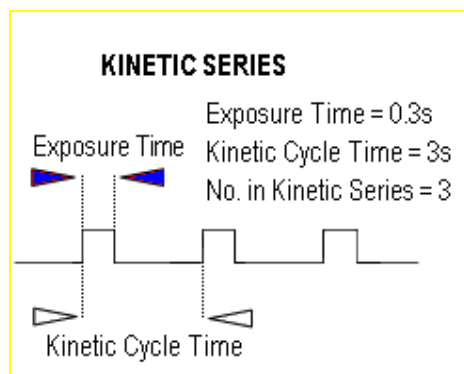 KINETIC SERIES
Exposure Time = 0.3s
Exposure Time
Kinetic Cycle Time = 3s
No. in Kinetic Series = 3
Kinetic Cycle Time